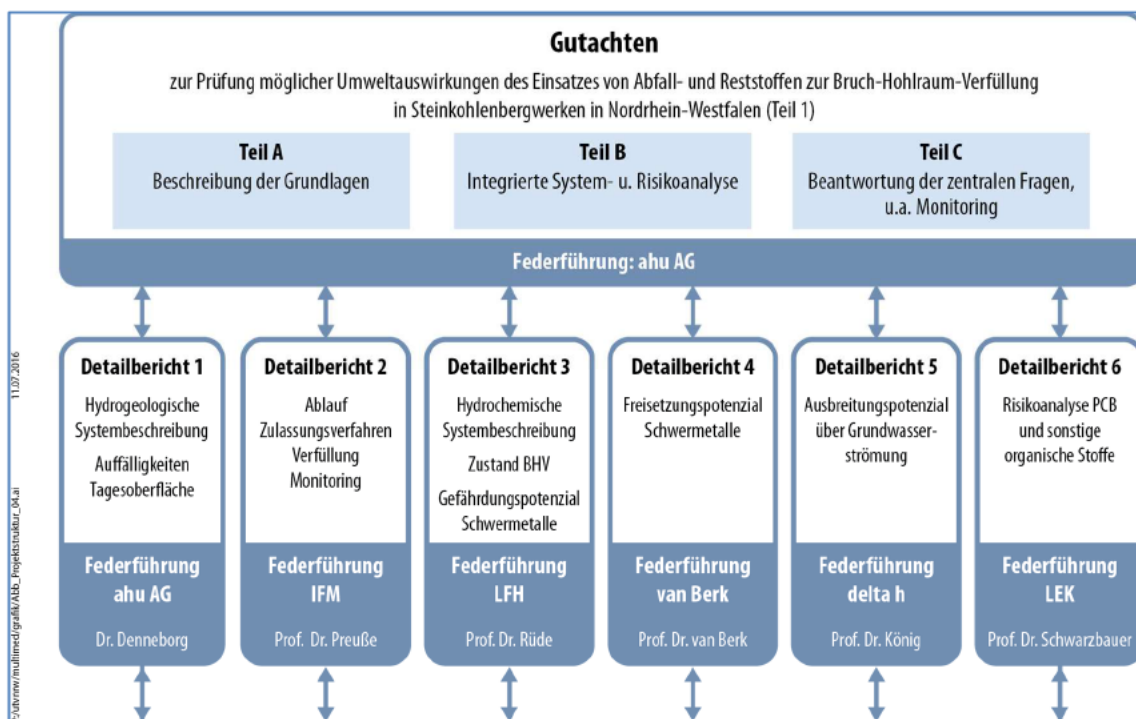 Gutachten
zur Prüfung möglicher Umweltauswirkungen des Einsatzes von Abfall- und Reststoffen zur Bruch-Hohlraum-Verfüllung
in Steinkohlenbergwerken in Nordrhein-Westfalen (Teil 1)
Teil A
Beschreibung der Grundlagen
Teil B
Integrierte System- u. Risikoanalyse
Teil C
Beantwortung der zentralen Fragen,
u.a. Monitoring
Federführung: ahu AG
Detailbericht 1
Hydrogeologische
Systembeschreibung
Auffälligkeiten
Tagesoberfläche
Federführung
ahu AG
Dr. Denneborg
Detailbericht 2
Ablauf
Zulassungsverfahren
Verfüllung
Monitoring
Federführung
IFM
Prof. Dr. Preuße
Detailbericht 3
Hydrochemische
Systembeschreibung
Zustand BHV
Gefährdungspotenzial
Schwermetalle
Federführung
LFH
Prof. Dr. Rüde
Detailbericht 4
Freisetzungspotenzial
Schwermetalle
Federführung
van Berk
Prof. Dr. van Berk
Detailbericht 5
Ausbreitungspotenzial
über Grundwasser-
strömung
Federführung
delta h
Prof. Dr. König
Detailbericht 6
Risikoanalyse PCB
und sonstige
organische Stoffe
Federführung
LEK
Prof. Dr. Schwarzbauer
11.07.2016
/utvnrw/multimed/grafik/Abb_Projektstruktur_04.ai